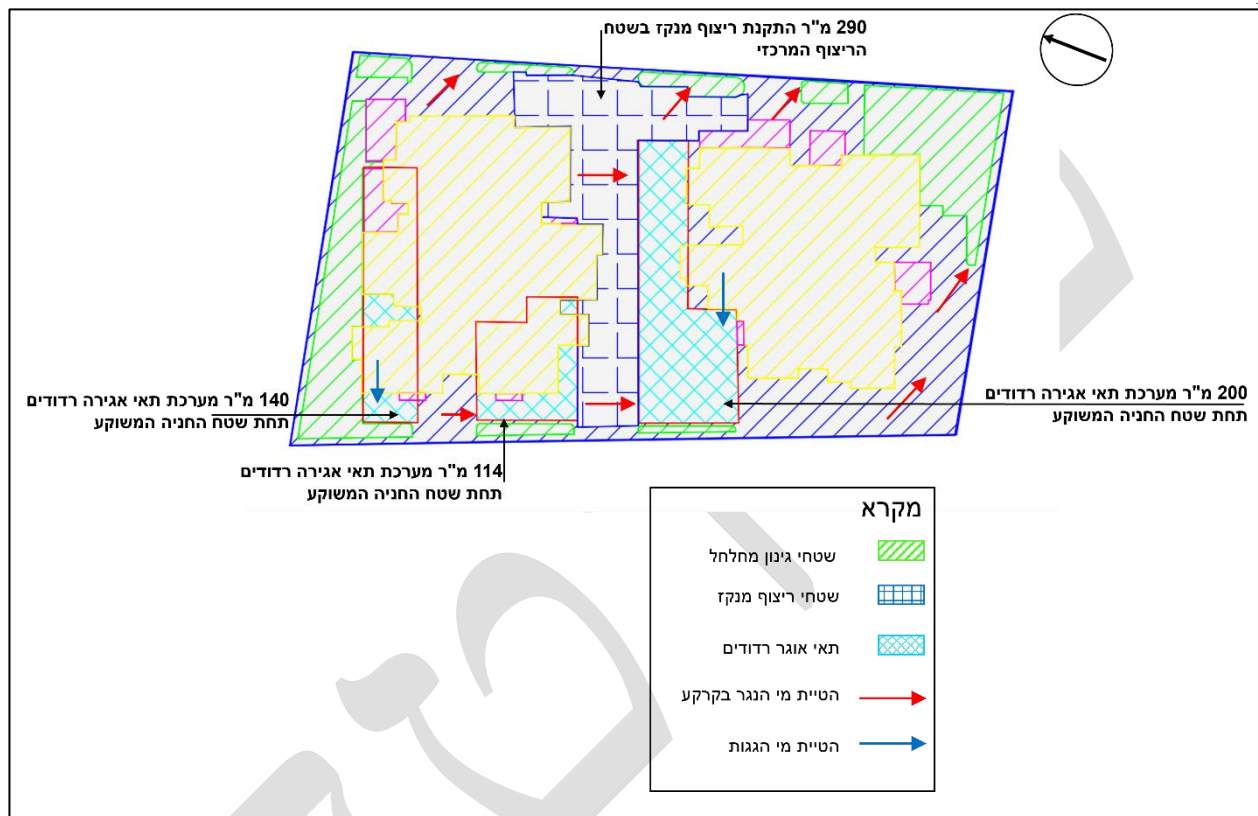 290 מ"ר התקנת ריצוף מנקז בשטח
הריצוף המרכזי
140 מ"ר מערכת תאי אגירה רדודים
תחת שטח החניה המשוקע
200 מ"ר מערכת תאי אגירה רדודים
תחת שטח החניה המשוקע
114 מ"ר מערכת תאי אגירה רדודים
תחת שטח החניה המשוקע
מקרא
שטחי גינון מחלחל
שטחי ריצוף מנקז
תאי אוגר רדודים
הטיית מי הנגר בקרקע
הטיית מי הגגות